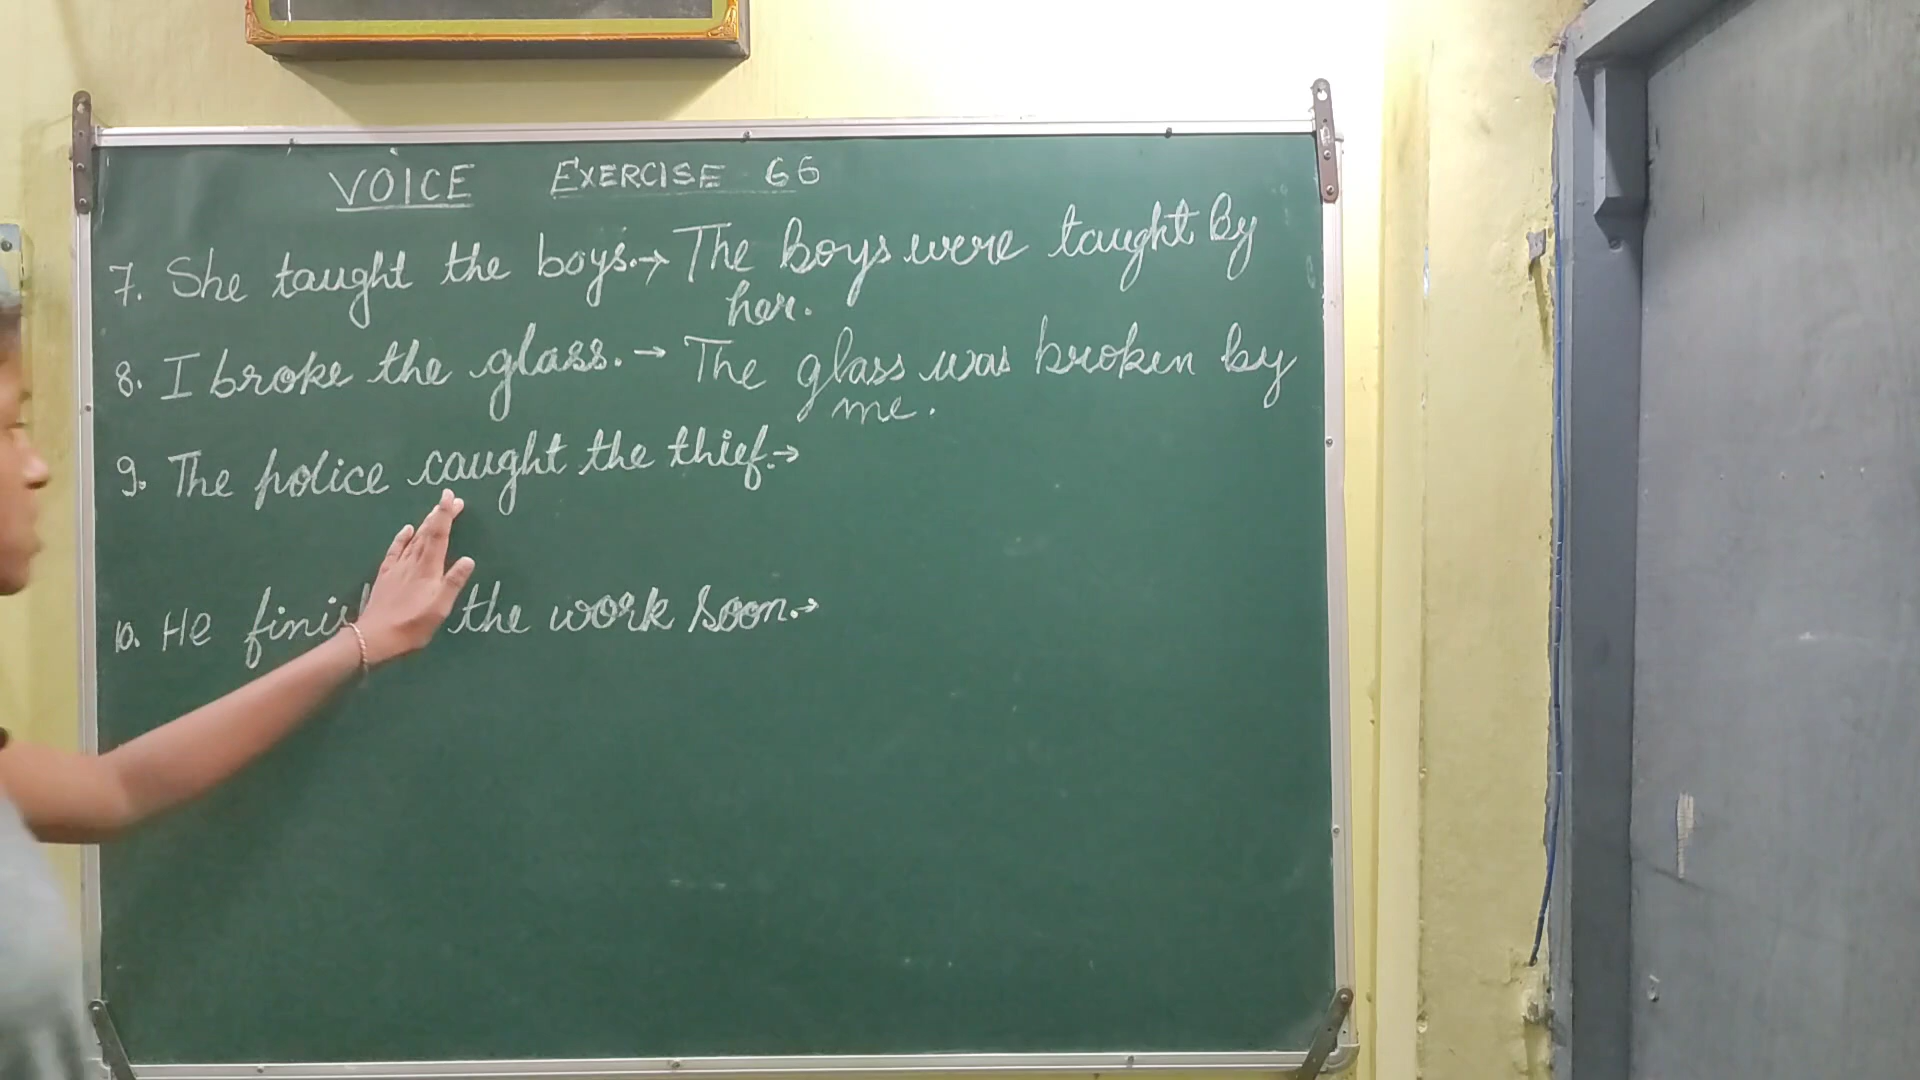 VOICE EXERCISE 66
7. She taught the boys.→ The boys were taught By
her.
8. I broke the glass.→ The glass was broken by
me.
9. The police caught the thief.→
10. He the work soon.→